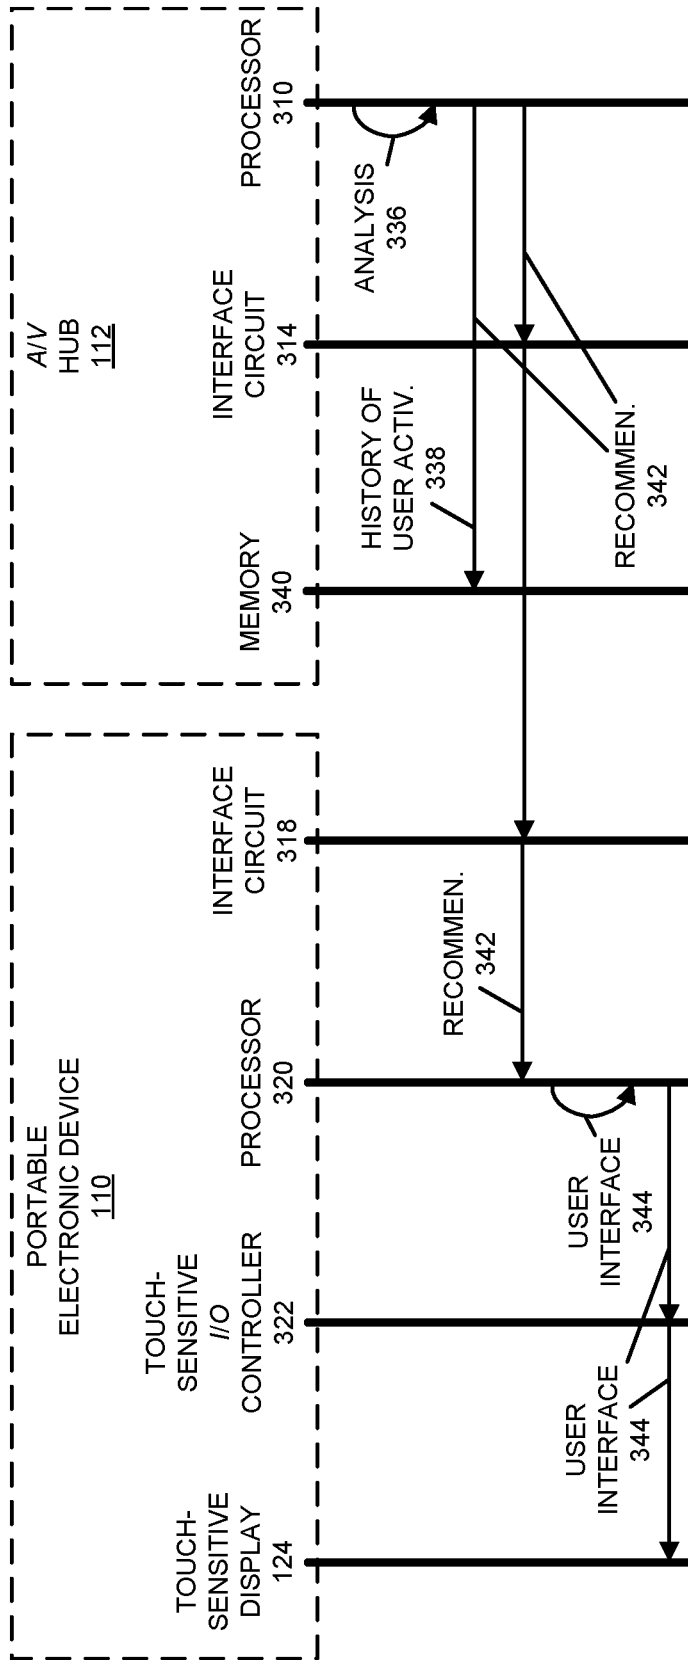 PORTABLE
ELECTRONIC DEVICE
110
A/V
HUB
112
TOUCH-
SENSITIVE
DISPLAY
124
TOUCH-
SENSITIVE
I/O
CONTROLLER
322
PROCESSOR
320
INTERFACE
CIRCUIT
318
MEMORY
340
INTERFACE
CIRCUIT
314
PROCESSOR
310
ANALYSIS
336
HISTORY OF
USER ACTIV.
338
RECOMMEN.
342
RECOMMEN.
342
USER
INTERFACE
344
USER
INTERFACE
344